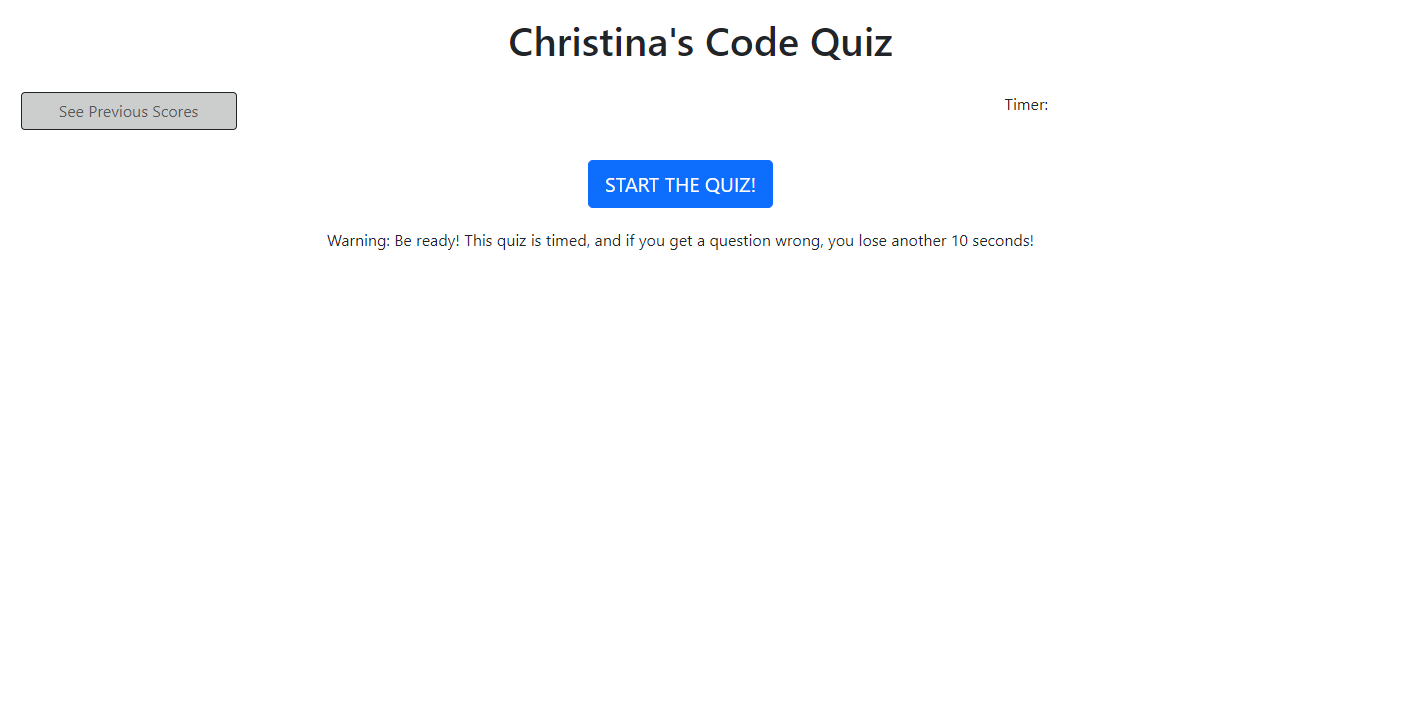 Christina's Code Quiz
See Previous Scores
Timer:
START THE QUIZ!
Warning: Be ready! This quiz is timed, and if you get a question wrong, you lose another 10 seconds!